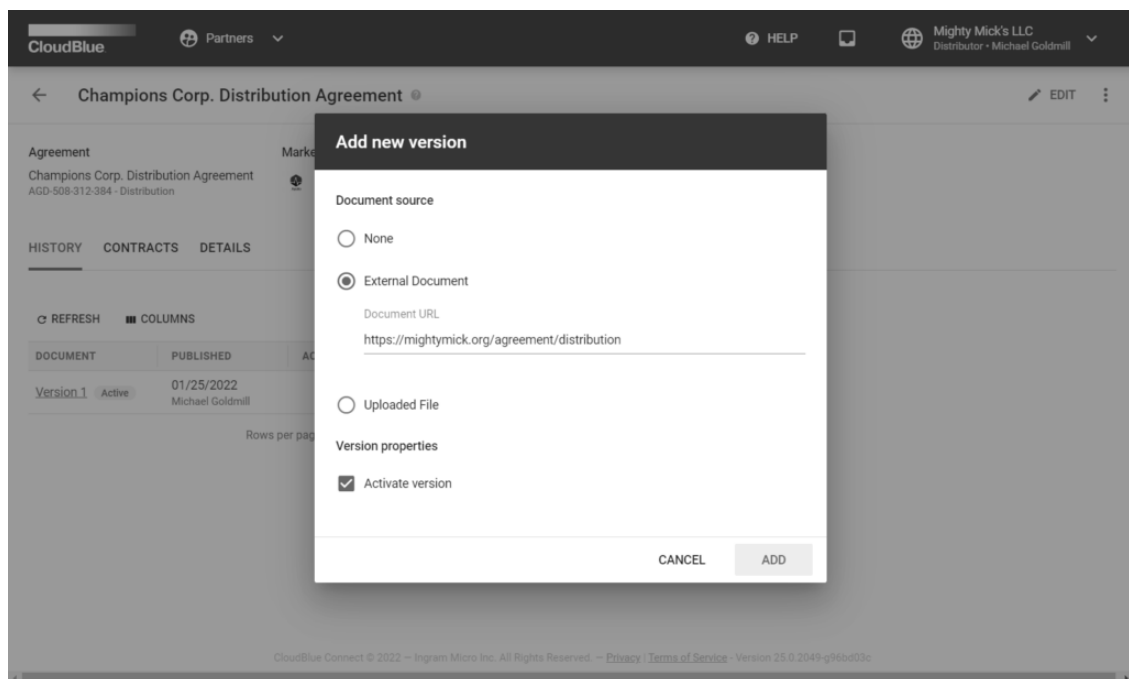 CloudBlue
Partners
HELP
Mighty Mick's LLC
Distributor • Michael Goldmill
Champions Corp. Distribution Agreement
EDIT
Agreement
Champions Corp. Distribution Agreement
AGD-508-312-384 - Distribution
HISTORY CONTRACTS DETAILS
REFRESH COLUMNS
DOCUMENT PUBLISHED
Version 1 Active 01/25/2022
Michael Goldmill
Rows per
Add new version
Document source
None
External Document
Document URL
https://mightymick.org/agreement/distribution
Uploaded File
Version properties
Activate version
CANCEL ADD
CloudBlue Connect © 2022 — Ingram Micro Inc. All Rights Reserved. — Privacy | Terms of Service - Version 25.0.2049-g96bd03c